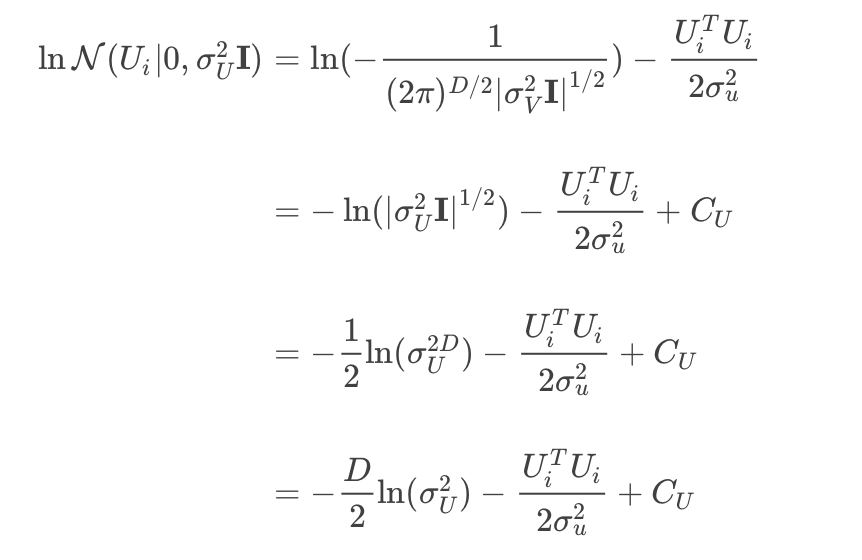 \ln \mathcal{N}(U_i|0, \sigma_U^2 \mathbf{I}) = \ln(-\frac{1}{(2\pi)^{D/2}|\sigma_V^2 \mathbf{I}|^{1/2}}) - \frac{U_i^T U_i}{2\sigma_u^2}
= -\ln(|\sigma_U^2 \mathbf{I}|^{1/2}) - \frac{U_i^T U_i}{2\sigma_u^2} + C_U
= -\frac{1}{2}\ln(\sigma_U^{2D}) - \frac{U_i^T U_i}{2\sigma_u^2} + C_U
= -\frac{D}{2}\ln(\sigma_U^2) - \frac{U_i^T U_i}{2\sigma_u^2} + C_U